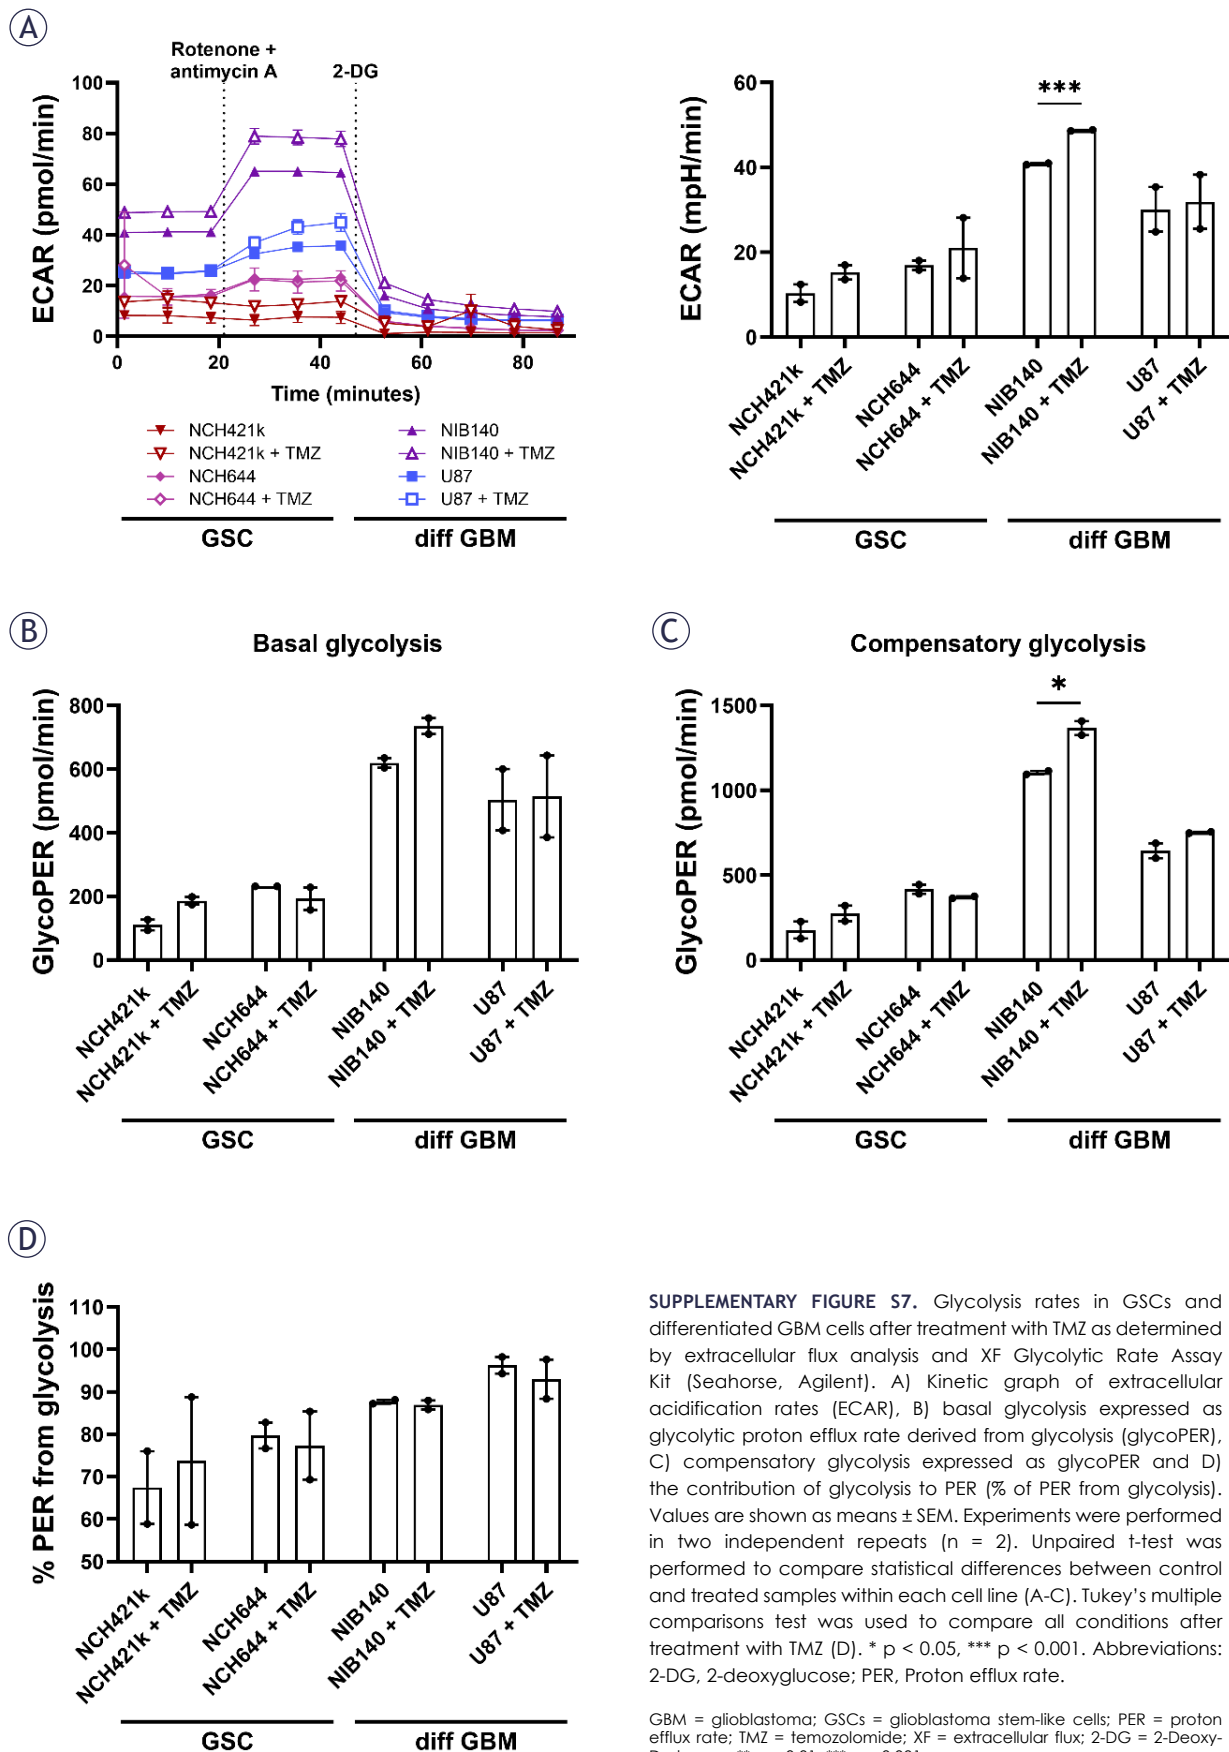 A
Rotenone +
antimycin A
2-DG
ECAR (pmol/min)
100
80
60
40
20
0
0 20 40 60 80
Time (minutes)
NCH421k
NCH421k + TMZ
NCH644
NCH644 + TMZ
NIB140
NIB140 + TMZ
U87
U87 + TMZ
GSC
diff GBM
ECAR (mpH/min)
60
40
20
0
***
NCH421k
NCH421k + TMZ
NCH644
NCH644 + TMZ
NIB140
NIB140 + TMZ
U87
U87 + TMZ
GSC
diff GBM
B
Basal glycolysis
GlycoPER (pmol/min)
800
600
400
200
0
NCH421k
NCH421k + TMZ
NCH644
NCH644 + TMZ
NIB140
NIB140 + TMZ
U87
U87 + TMZ
GSC
diff GBM
C
Compensatory glycolysis
GlycoPER (pmol/min)
1500
1000
500
0
*
NCH421k
NCH421k + TMZ
NCH644
NCH644 + TMZ
NIB140
NIB140 + TMZ
U87
U87 + TMZ
GSC
diff GBM
D
% PER from glycolysis
110
100
90
80
70
60
50
NCH421k
NCH421k + TMZ
NCH644
NCH644 + TMZ
NIB140
NIB140 + TMZ
U87
U87 + TMZ
GSC
diff GBM
SUPPLEMENTARY FIGURE S7. Glycolysis rates in GSCs and
differentiated GBM cells after treatment with TMZ as determined
by extracellular flux analysis and XF Glycolytic Rate Assay
Kit (Seahorse, Agilent). A) Kinetic graph of extracellular
acidification rates (ECAR), B) basal glycolysis expressed as
glycolytic proton efflux rate derived from glycolysis (glycoPER),
C) compensatory glycolysis expressed as glycoPER and D)
the contribution of glycolysis to PER (% of PER from glycolysis).
Values are shown as means ± SEM. Experiments were performed
in two independent repeats (n = 2). Unpaired t-test was
performed to compare statistical differences between control
and treated samples within each cell line (A-C). Tukey's multiple
comparisons test was used to compare all conditions after
treatment with TMZ (D). * p < 0.05, *** p < 0.001. Abbreviations:
2-DG, 2-deoxyglucose; PER, Proton efflux rate.
GBM = glioblastoma; GSCs = glioblastoma stem-like cells; PER = proton
efflux rate; TMZ = temozolomide; XF = extracellular flux; 2-DG = 2-Deoxy-